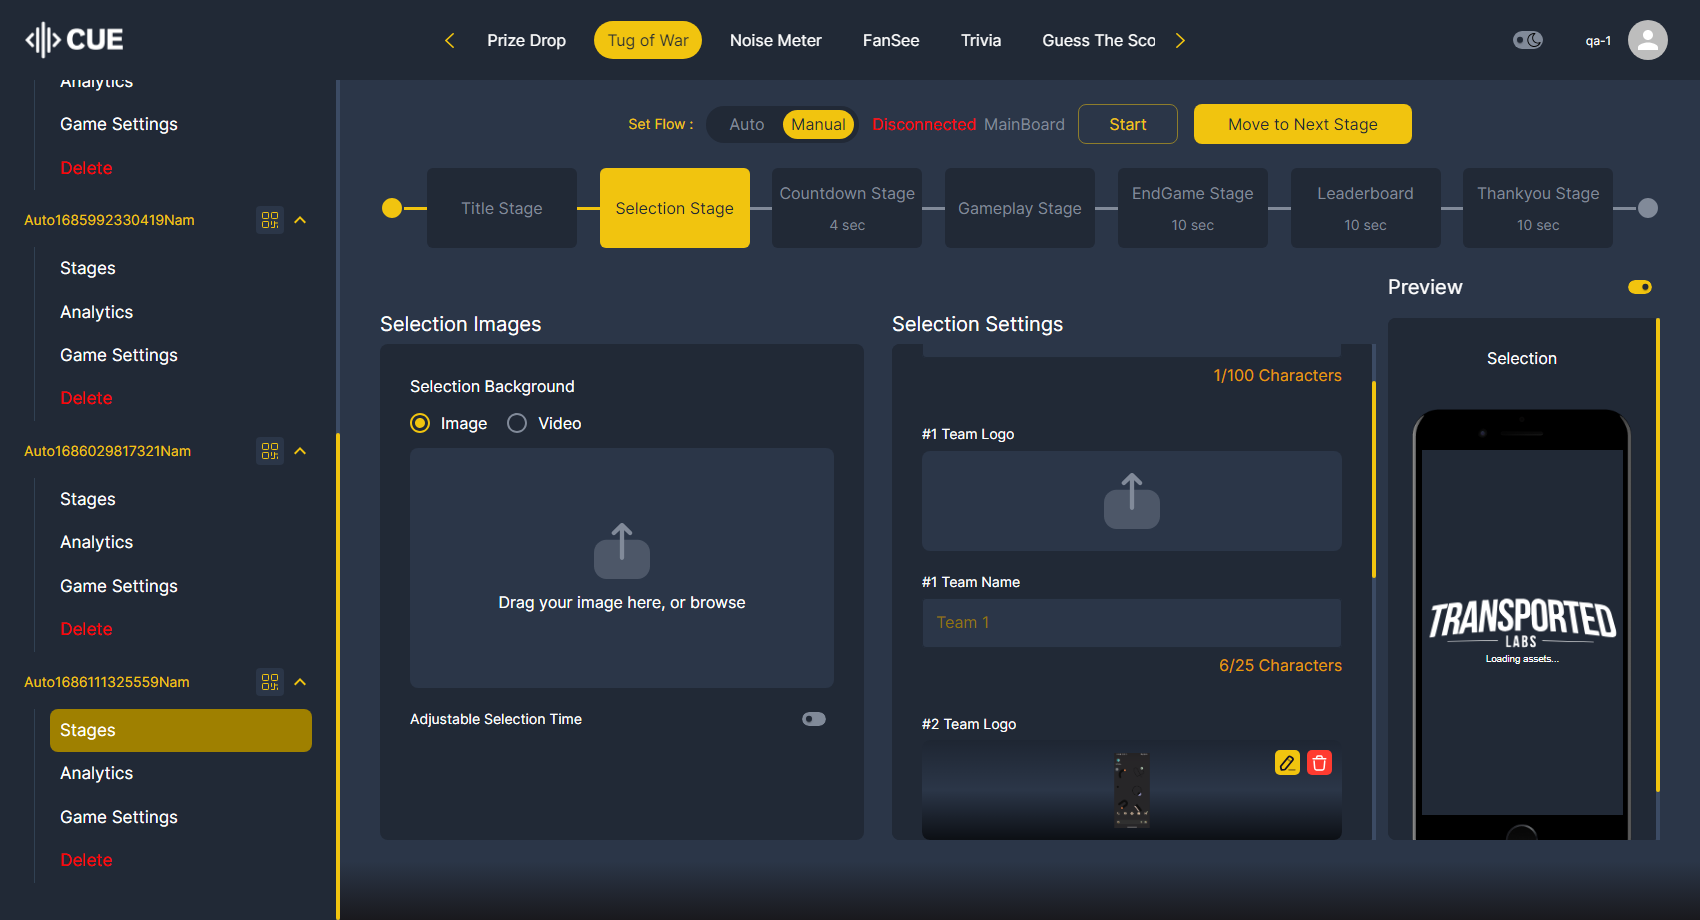 CUE
Prize Drop
Tug of War
Noise Meter
FanSee
Trivia
Guess The Sco
qa-1
Analytics
Game Settings
Delete
Auto1685992330419Nam
Stages
Analytics
Game Settings
Delete
Auto1686029817321Nam
Stages
Analytics
Game Settings
Delete
Auto1686111325559Nam
Stages
Analytics
Game Settings
Delete
Set Flow :
Auto
Manual
Disconnected MainBoard
Start
Move to Next Stage
Title Stage
Selection Stage
Countdown Stage
4 sec
Gameplay Stage
EndGame Stage
10 sec
Leaderboard
10 sec
Thankyou Stage
10 sec
Selection Images
Selection Background
Image
Video
Drag your image here, or browse
Adjustable Selection Time
Selection Settings
1/100 Characters
#1 Team Logo
#1 Team Name
Team 1
6/25 Characters
#2 Team Logo
Preview
Selection
TRANSPORTED
LABS
Loading assets...